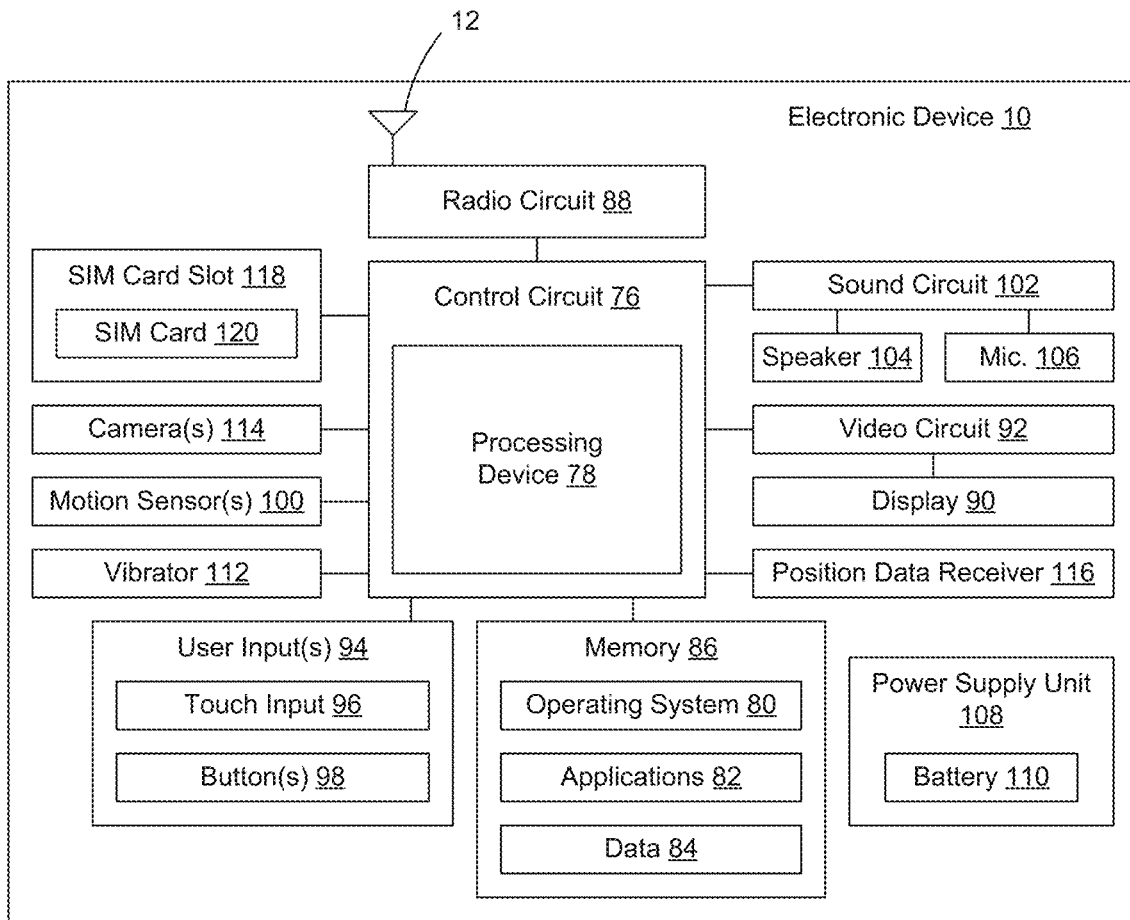 12
Electronic Device 10
Radio Circuit 88
SIM Card Slot 118
SIM Card 120
Control Circuit 76
Sound Circuit 102
Speaker 104
Mic. 106
Camera(s) 114
Processing
Device 78
Video Circuit 92
Motion Sensor(s) 100
Display 90
Vibrator 112
Position Data Receiver 116
User Input(s) 94
Touch Input 96
Button(s) 98
Memory 86
Operating System 80
Applications 82
Data 84
Power Supply Unit
108
Battery 110